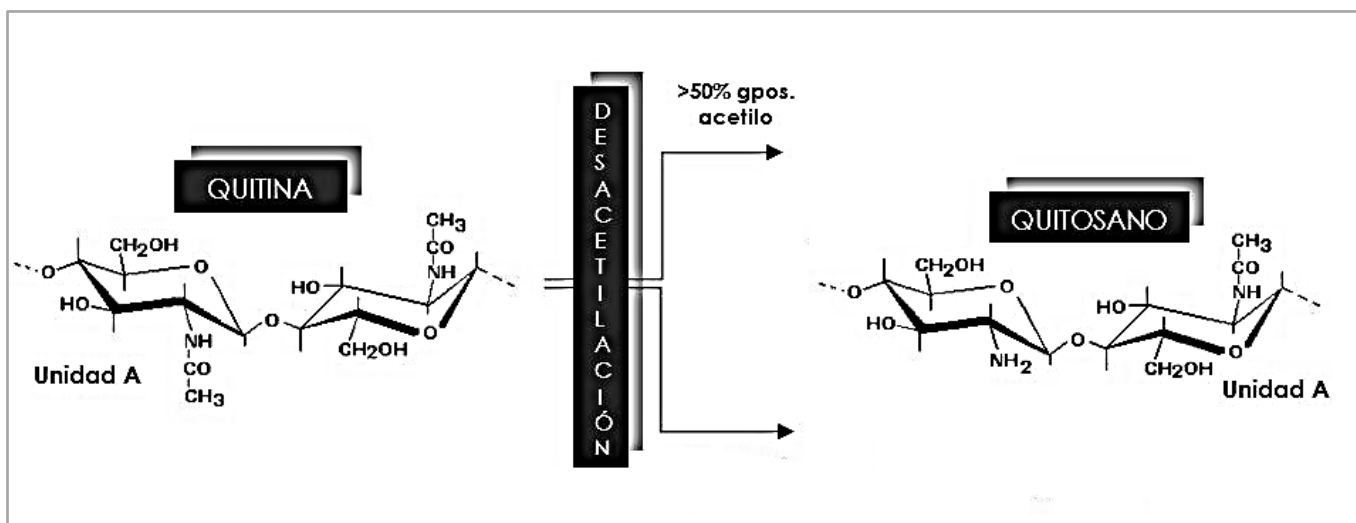 >50% gpos.
acetilo
DESACETILACIÓN
QUITINA
QUITOSANO
CH3
CO
NH
CH2OH
O
O
HO
HO
O
O
NH
CH2OH
CO
CH3
Unidad A
CH3
CO
NH
CH2OH
O
O
HO
HO
O
O
NH2
CH2OH
Unidad A